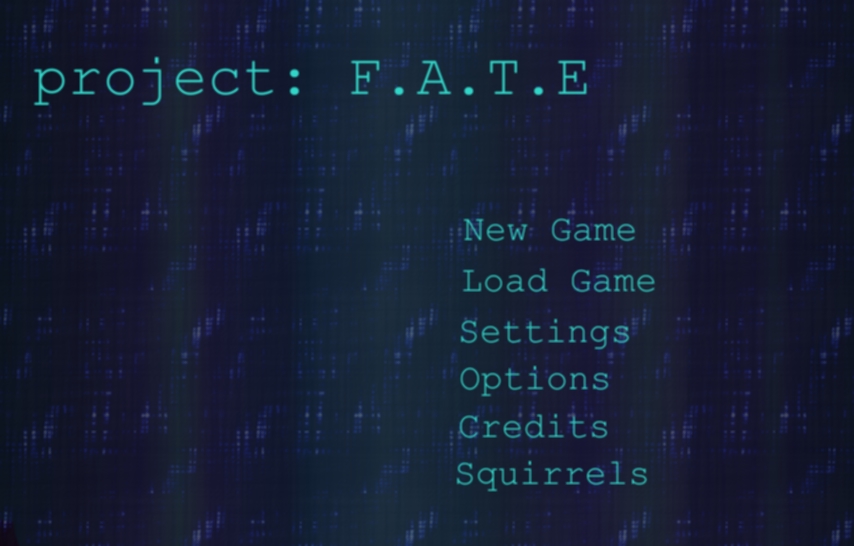 project: F.A.T.E
New Game
Load Game
Settings
Options
Credits
Squirrels